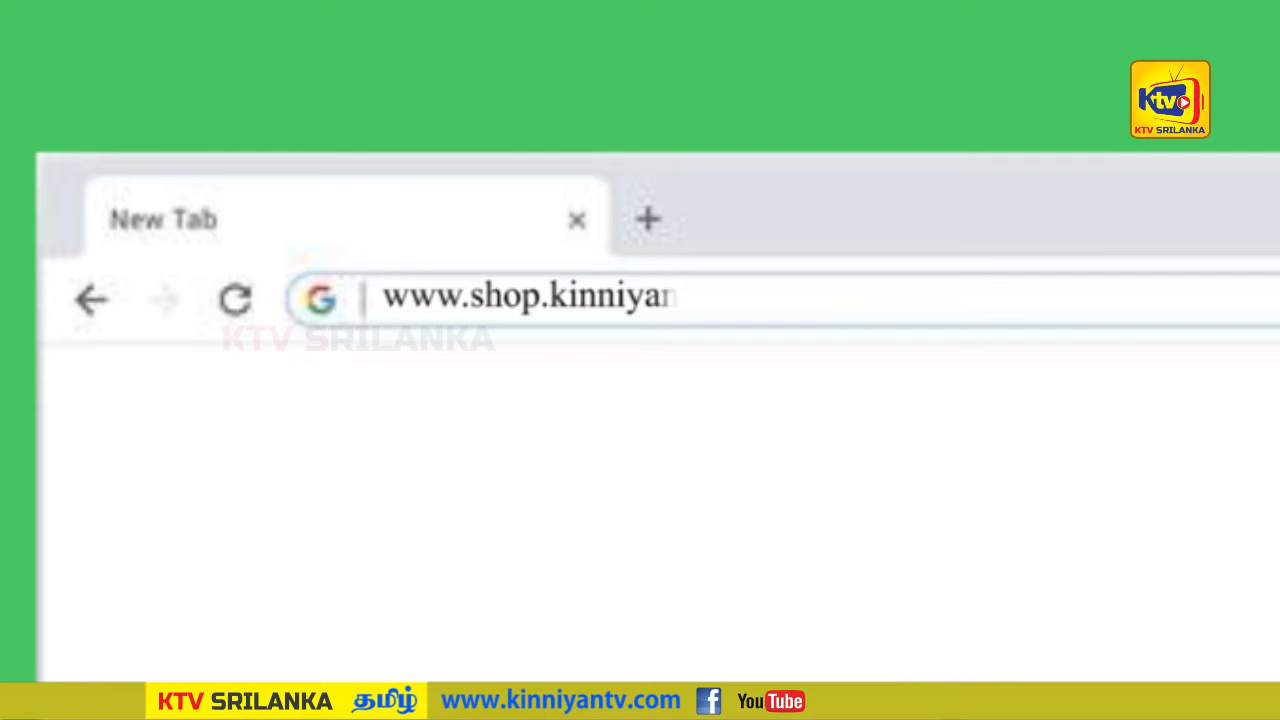 Ktv
KTV SRILANKA
New Tab
www.shop.kinniyan
KTV SRILANKA
KTV SRILANKA தமிழ் www.kinniyantv.com f YouTube